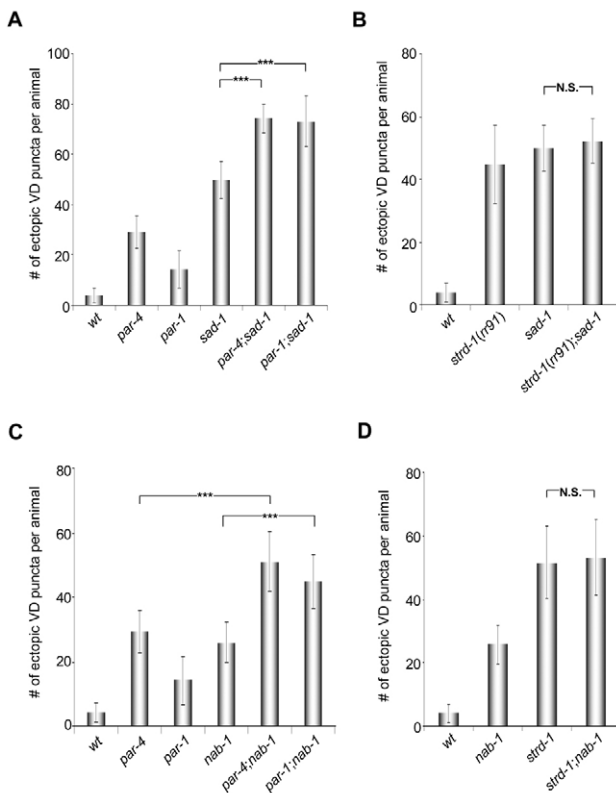 A
# of ectopic VD puncta per animal
100
80
60
40
20
0
***
***
wt
par-4
par-1
sad-1
par-4;sad-1
par-1;sad-1
B
# of ectopic VD puncta per animal
80
60
40
20
0
N.S.
wt
strd-1(rr91)
sad-1
strd-1(rr91);sad-1
C
# of ectopic VD puncta per animal
80
60
40
20
0
***
***
wt
par-4
par-1
nab-1
par-4;nab-1
par-1;nab-1
D
# of ectopic VD puncta per animal
80
60
40
20
0
N.S.
wt
nab-1
strd-1
strd-1;nab-1